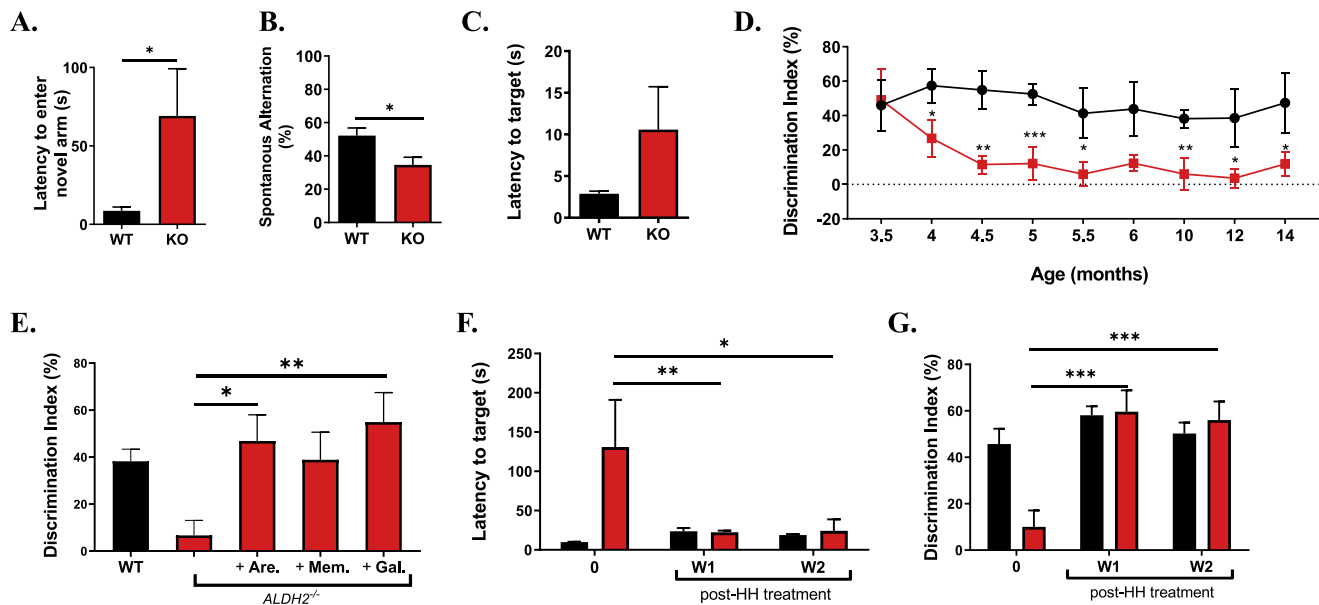 A.
Latency to enter
novel arm (s)
100
50
0
*
WT
KO
B.
Spontanous Alternation
(%)
100
80
60
40
20
0
*
WT
KO
C.
Latency to target (s)
20
15
10
5
0
WT
KO
D.
Discrimination Index (%)
80
60
40
20
0
-20
*
**
***
*
**
*
*
3.5
4
4.5
5
5.5
6
10
12
14
Age (months)
E.
Discrimination Index (%)
80
60
40
20
0
**
*
WT
+ Are.
+ Mem.
+ Gal.
ALDH2-/-
F.
Latency to target (s)
250
200
150
100
50
0
*
**
0
W1
W2
post-HH treatment
G.
Discrimination Index (%)
80
60
40
20
0
***
***
0
W1
W2
post-HH treatment